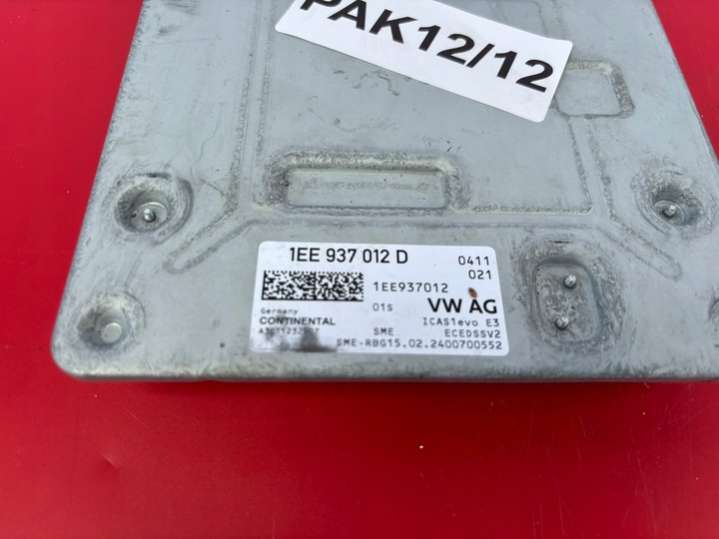 PAK12/12
1EE 937 012 D
0411
021
1EE937012
01S
VW AG
Germany
CONTINENTAL
ICAS1evo E3
SME
ECEDSSV2
SME-RBG15.02.2400700552